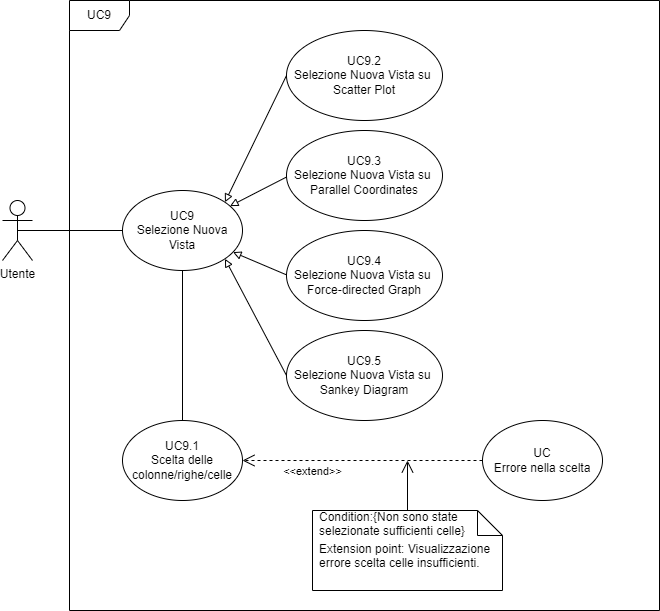 UC9
UC9.2
Selezione Nuova Vista su
Scatter Plot
UC9.3
Selezione Nuova Vista su
Parallel Coordinates
UC9
Selezione Nuova
Vista
Utente
UC9.4
Selezione Nuova Vista su
Force-directed Graph
UC9.5
Selezione Nuova Vista su
Sankey Diagram
UC9.1
Scelta delle
colonne/righe/celle
<<extend>>
UC
Errore nella scelta
Condition:{Non sono state
selezionate sufficienti celle}
Extension point: Visualizzazione
errore scelta celle insufficienti.